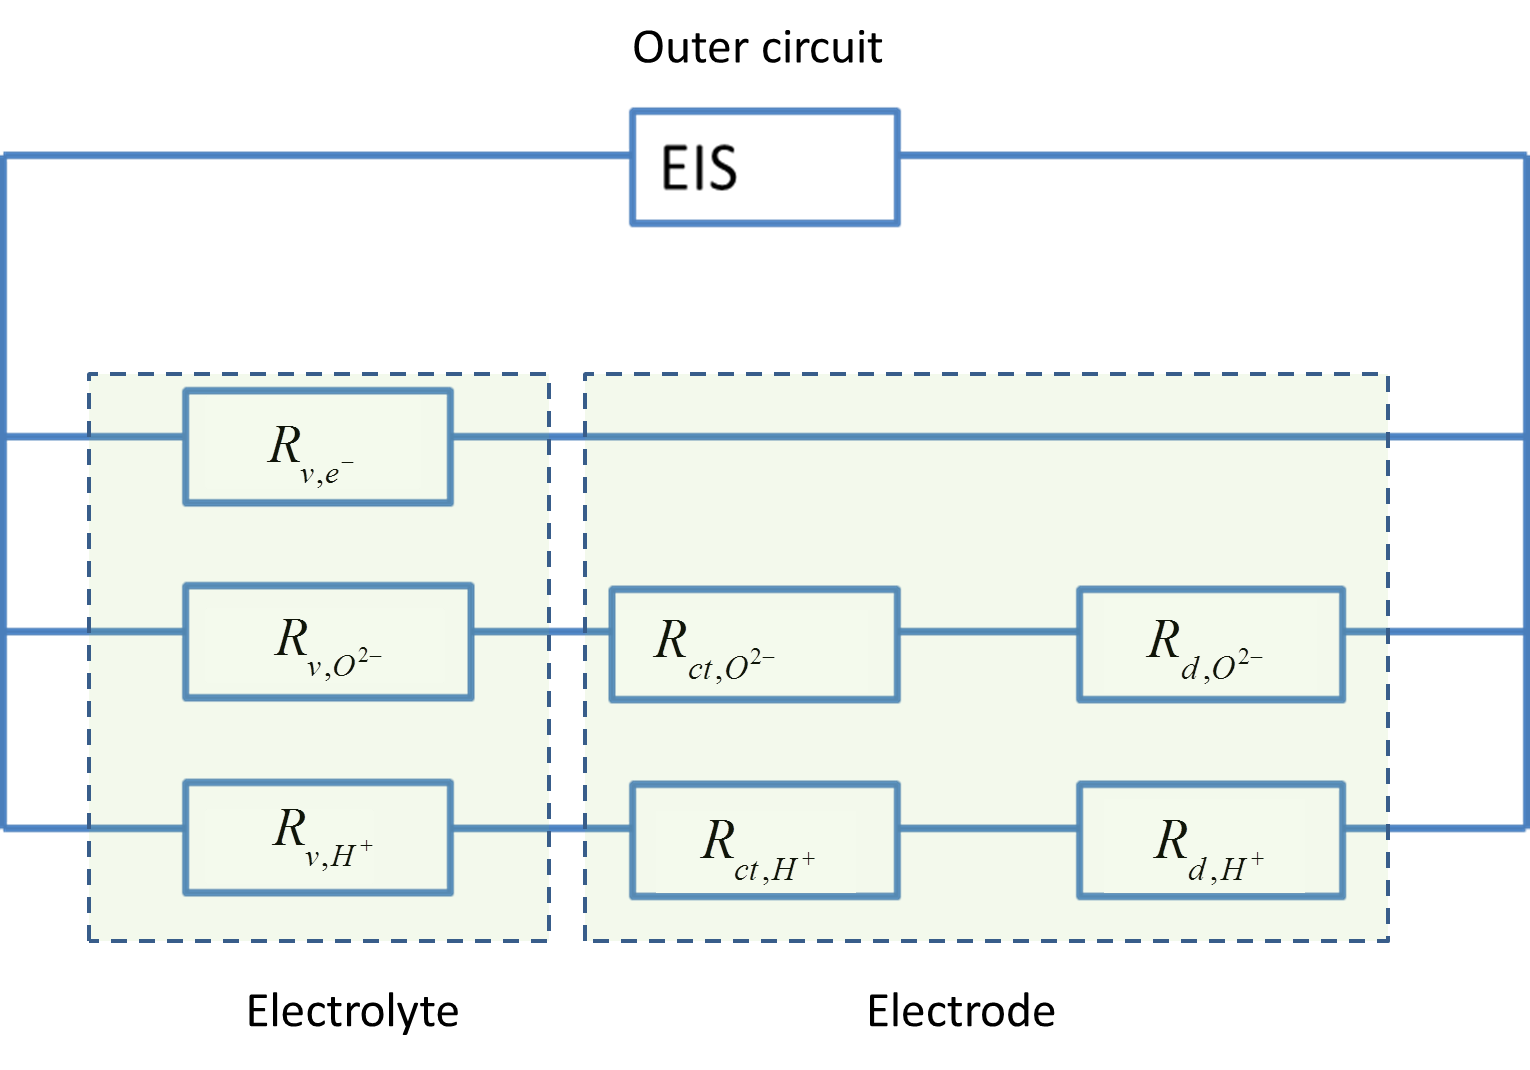 Outer circuit
EIS
R_{v,e^-}
R_{v,O^{2-}} R_{ct,O^{2-}} R_{d,O^{2-}}
R_{v,H^+} R_{ct,H^+} R_{d,H^+}
Electrolyte Electrode